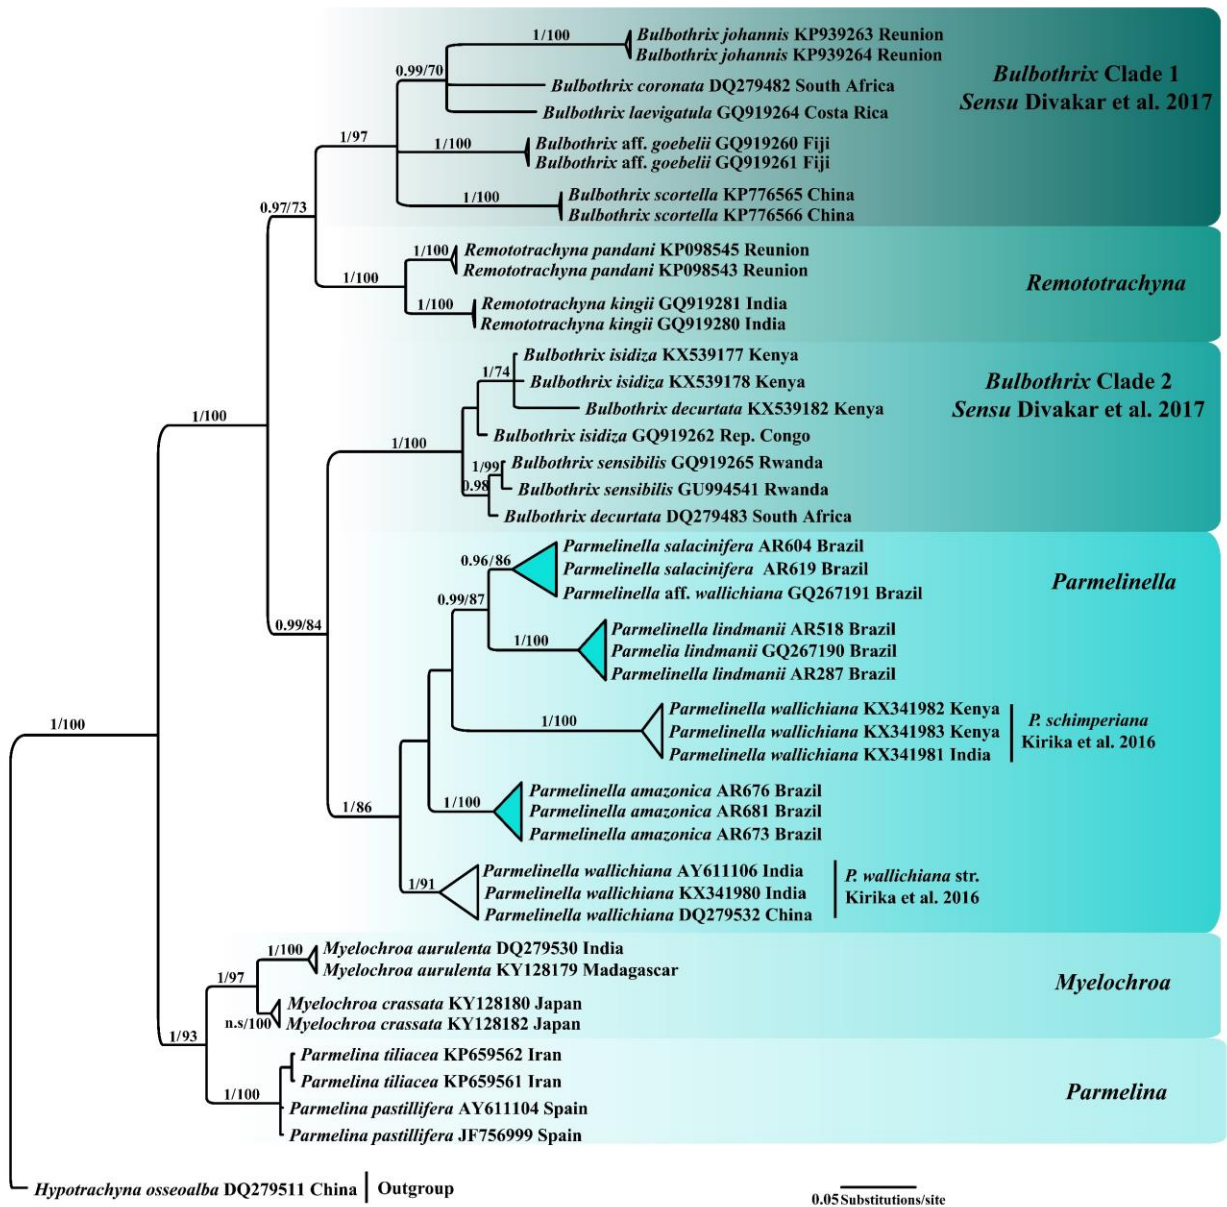 1/100
Bulbothrix johannis KP939263 Reunion
Bulbothrix johannis KP939264 Reunion
0.99/70
Bulbothrix coronata DQ279482 South Africa
Bulbothrix laevigatula GQ919264 Costa Rica
Bulbothrix Clade 1
Sensu Divakar et al. 2017
1/97
1/100
Bulbothrix aff. goebelii GQ919260 Fiji
Bulbothrix aff. goebelii GQ919261 Fiji
1/100
Bulbothrix scortella KP776565 China
Bulbothrix scortella KP776566 China
0.97/73
1/100
Remototrachyna pandani KP098545 Reunion
Remototrachyna pandani KP098543 Reunion
1/100
1/100
Remototrachyna kingii GQ919281 India
Remototrachyna kingii GQ919280 India
Remototrachyna
Bulbothrix isidiza KX539177 Kenya
1/74
Bulbothrix isidiza KX539178 Kenya
Bulbothrix decurtata KX539182 Kenya
Bulbothrix Clade 2
Sensu Divakar et al. 2017
1/100
1/100
Bulbothrix isidiza GQ919262 Rep. Congo
1/99
Bulbothrix sensibilis GQ919265 Rwanda
0.98
Bulbothrix sensibilis GU994541 Rwanda
Bulbothrix decurtata DQ279483 South Africa
0.96/86
Parmelinella salacinifera AR604 Brazil
Parmelinella salacinifera AR619 Brazil
Parmelinella aff. wallichiana GQ267191 Brazil
Parmelinella
0.99/87
0.99/84
1/100
Parmelinella lindmanii AR518 Brazil
Parmelia lindmanii GQ267190 Brazil
Parmelinella lindmanii AR287 Brazil
1/100
1/100
Parmelinella wallichiana KX341982 Kenya
Parmelinella wallichiana KX341983 Kenya
Parmelinella wallichiana KX341981 India
P. schimperiana
Kirika et al. 2016
1/86
1/100
Parmelinella amazonica AR676 Brazil
Parmelinella amazonica AR681 Brazil
Parmelinella amazonica AR673 Brazil
1/91
Parmelinella wallichiana AY611106 India
Parmelinella wallichiana KX341980 India
Parmelinella wallichiana DQ279532 China
P. wallichiana str.
Kirika et al. 2016
1/100
Myelochroa aurulenta DQ279530 India
Myelochroa aurulenta KY128179 Madagascar
1/97
n.s/100
Myelochroa crassata KY128180 Japan
Myelochroa crassata KY128182 Japan
Myelochroa
1/93
Parmelina tiliacea KP659562 Iran
Parmelina tiliacea KP659561 Iran
1/100
Parmelina pastillifera AY611104 Spain
Parmelina pastillifera JF756999 Spain
Parmelina
Hypotrachyna osseoalba DQ279511 China
Outgroup
0.05 Substitutions/site